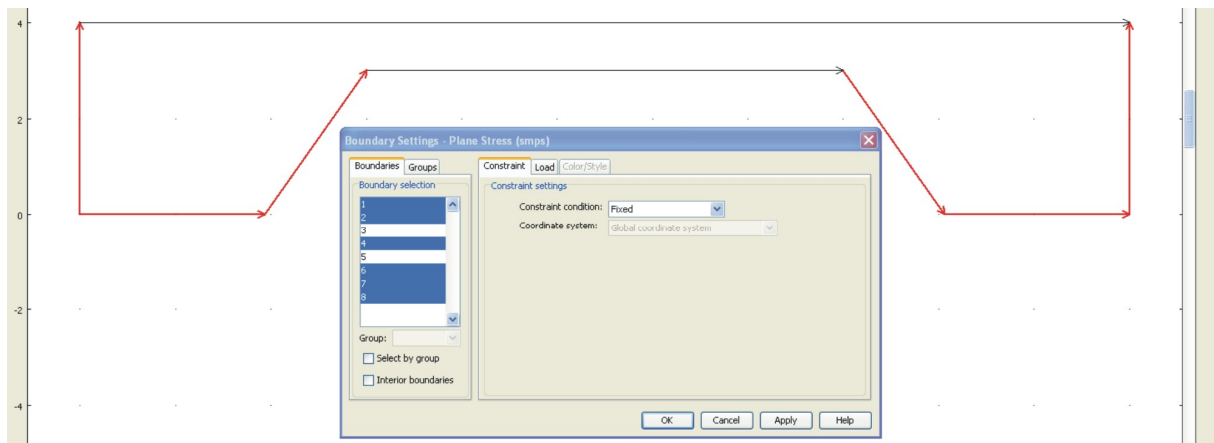 4
2
0
-2
-4
Boundary Settings - Plane Stress (smps)
Boundaries Groups
Boundary selection
1
2
3
4
5
6
7
8
Group:
Select by group
Interior boundaries
Constraint Load Color/Style
Constraint settings
Constraint condition: Fixed
Coordinate system: Global coordinate system
OK Cancel Apply Help